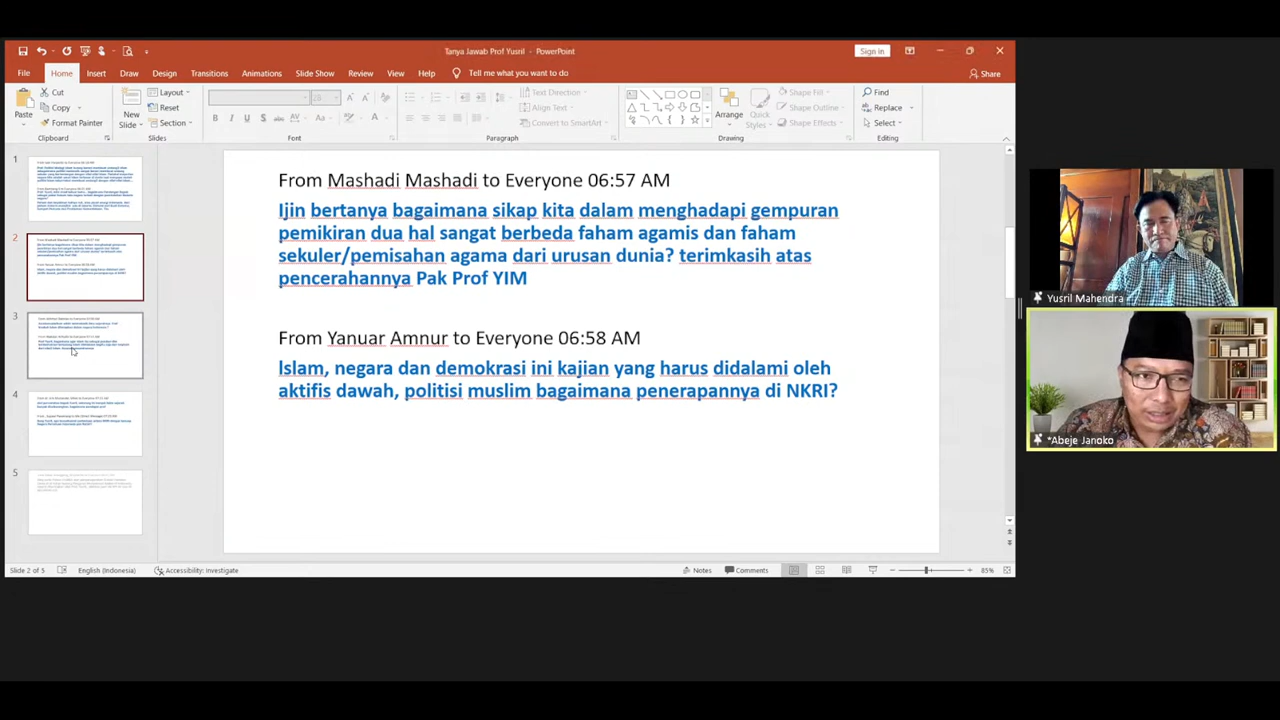 Tanya Jawab Prof Yusril - PowerPoint
Sign in
File Home Insert Draw Design Transitions Animations Slide Show Review View Help Tell me what you want to do
Share
Paste
Cut
Copy
Format Painter
Clipboard
New Slide
Layout
Reset
Section
Slides
Font
Text Direction
Align Text
Convert to SmartArt
Paragraph
Arrange
Quick Styles
Shape Fill
Shape Outline
Shape Effects
Drawing
Find
Replace
Select
Editing
1
2
3
4
5
From Mashadi Mashadi to Everyone 06:57 AM
Ijin bertanya bagaimana sikap kita dalam menghadapi gempuran
pemikiran dua hal sangat berbeda faham agamis dan faham
sekuler/pemisahan agama dari urusan dunia? terimkasih atas
pencerahannya Pak Prof YIM
From Yanuar Amnur to Everyone 06:58 AM
Islam, negara dan demokrasi ini kajian yang harus didalami oleh
aktifis dawah, politisi muslim bagaimana penerapannya di NKRI?
Yusril Mahendra
*Abeje Janoko
Slide 2 of 5 English (Indonesia) Accessibility: Investigate Notes Comments 85%